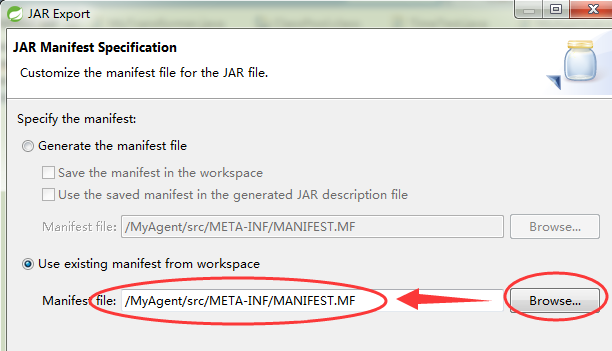 JAR Export
JAR Manifest Specification
Customize the manifest file for the JAR file.
Specify the manifest:
Generate the manifest file
Save the manifest in the workspace
Use the saved manifest in the generated JAR description file
Manifest file: /MyAgent/src/META-INF/MANIFEST.MF Browse...
Use existing manifest from workspace
Manifest file: /MyAgent/src/META-INF/MANIFEST.MF Browse...